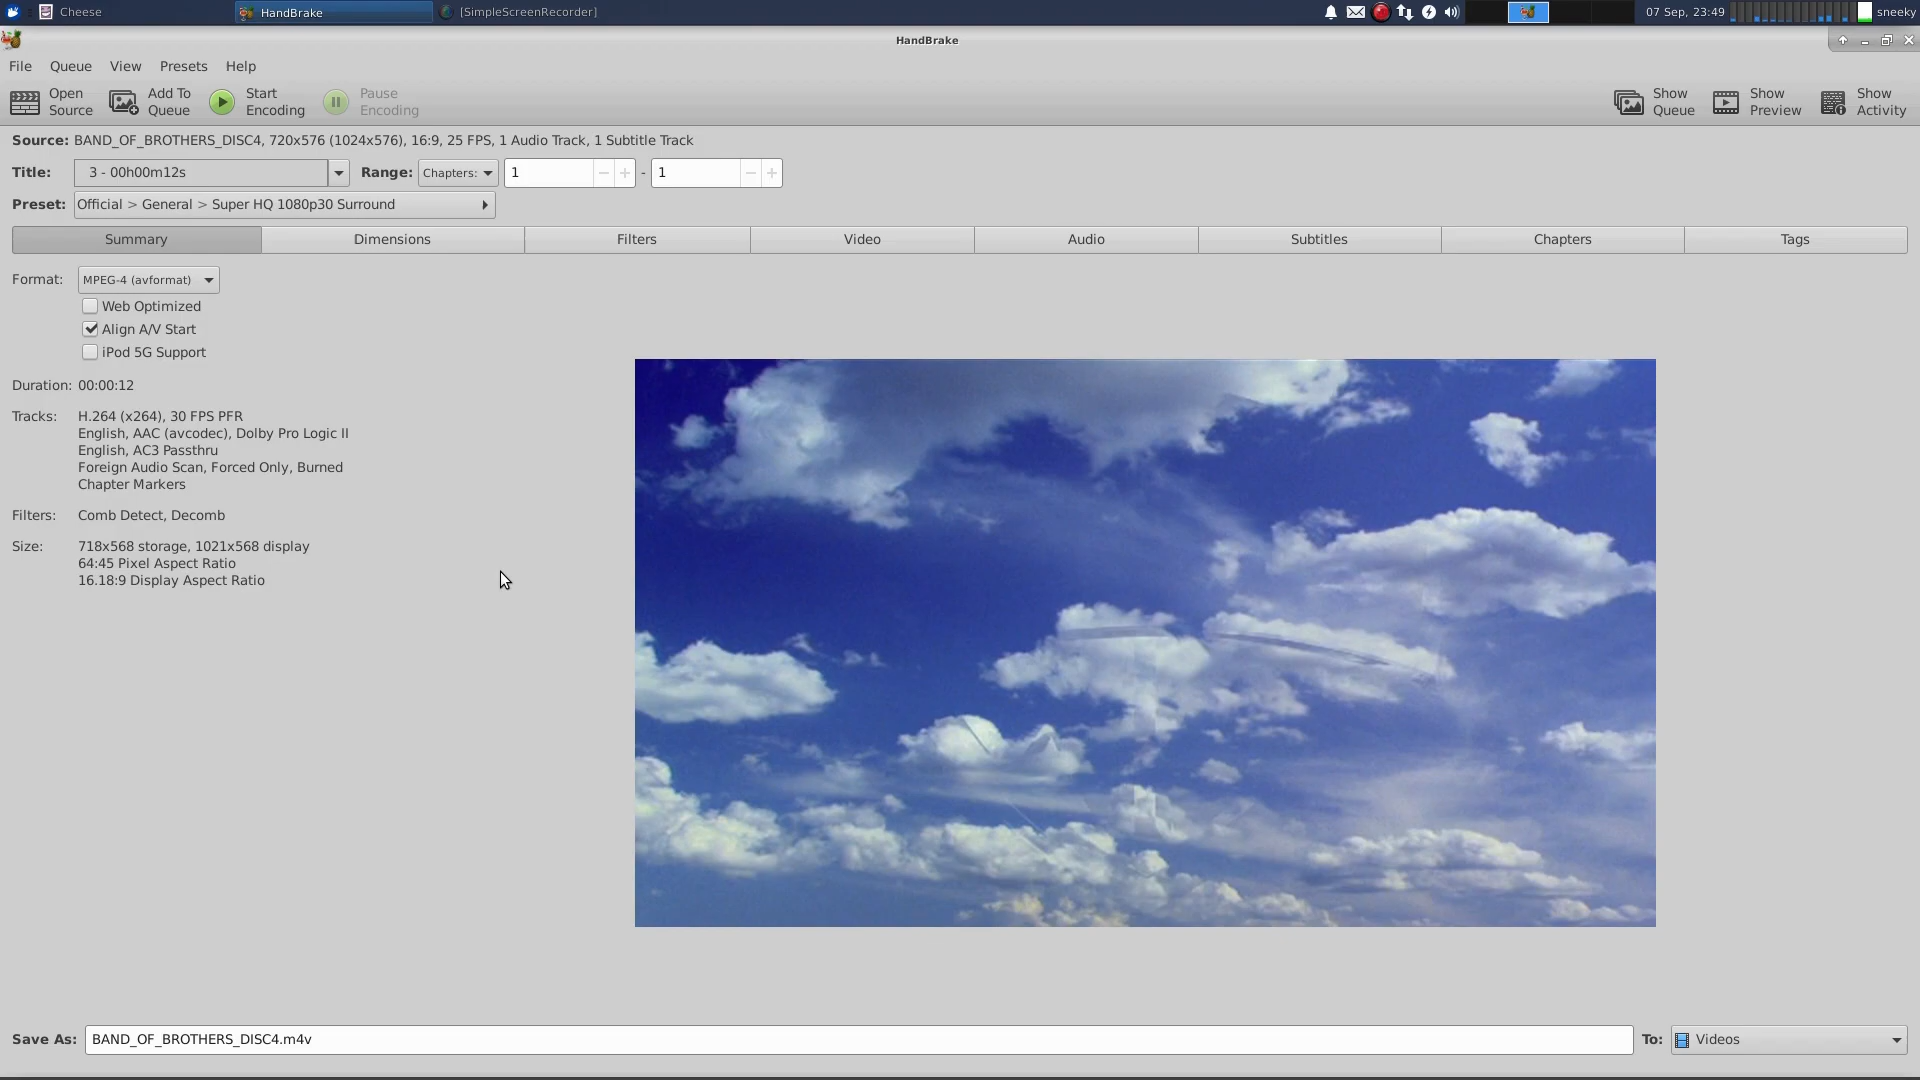 Cheese
HandBrake
[SimpleScreenRecorder]
07 Sep, 23:49
sneeky
HandBrake
File
Queue
View
Presets
Help
Open Source
Add To Queue
Start Encoding
Pause Encoding
Show Queue
Show Preview
Show Activity
Source: BAND_OF_BROTHERS_DISC4, 720x576 (1024x576), 16:9, 25 FPS, 1 Audio Track, 1 Subtitle Track
Title: 3 - 00h00m12s Range: Chapters: 1 - 1
Preset: Official > General > Super HQ 1080p30 Surround
Summary
Dimensions
Filters
Video
Audio
Subtitles
Chapters
Tags
Format: MPEG-4 (avformat)
Web Optimized
Align A/V Start
iPod 5G Support
Duration: 00:00:12
Tracks: H.264 (x264), 30 FPS PFR
English, AAC (avcodec), Dolby Pro Logic II
English, AC3 Passthru
Foreign Audio Scan, Forced Only, Burned
Chapter Markers
Filters: Comb Detect, Decomb
Size: 718x568 storage, 1021x568 display
64:45 Pixel Aspect Ratio
16.18:9 Display Aspect Ratio
Save As: BAND_OF_BROTHERS_DISC4.m4v To: Videos